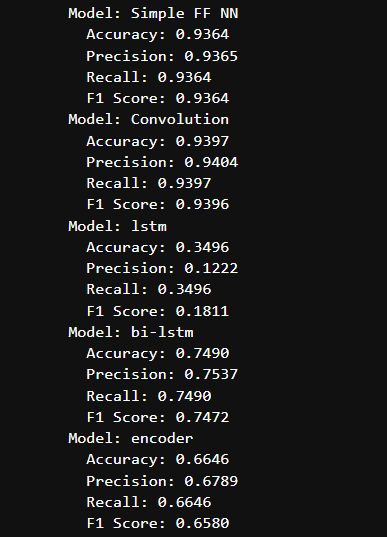 Model: Simple FF NN
Accuracy: 0.9364
Precision: 0.9365
Recall: 0.9364
F1 Score: 0.9364
Model: Convolution
Accuracy: 0.9397
Precision: 0.9404
Recall: 0.9397
F1 Score: 0.9396
Model: lstm
Accuracy: 0.3496
Precision: 0.1222
Recall: 0.3496
F1 Score: 0.1811
Model: bi-lstm
Accuracy: 0.7490
Precision: 0.7537
Recall: 0.7490
F1 Score: 0.7472
Model: encoder
Accuracy: 0.6646
Precision: 0.6789
Recall: 0.6646
F1 Score: 0.6580